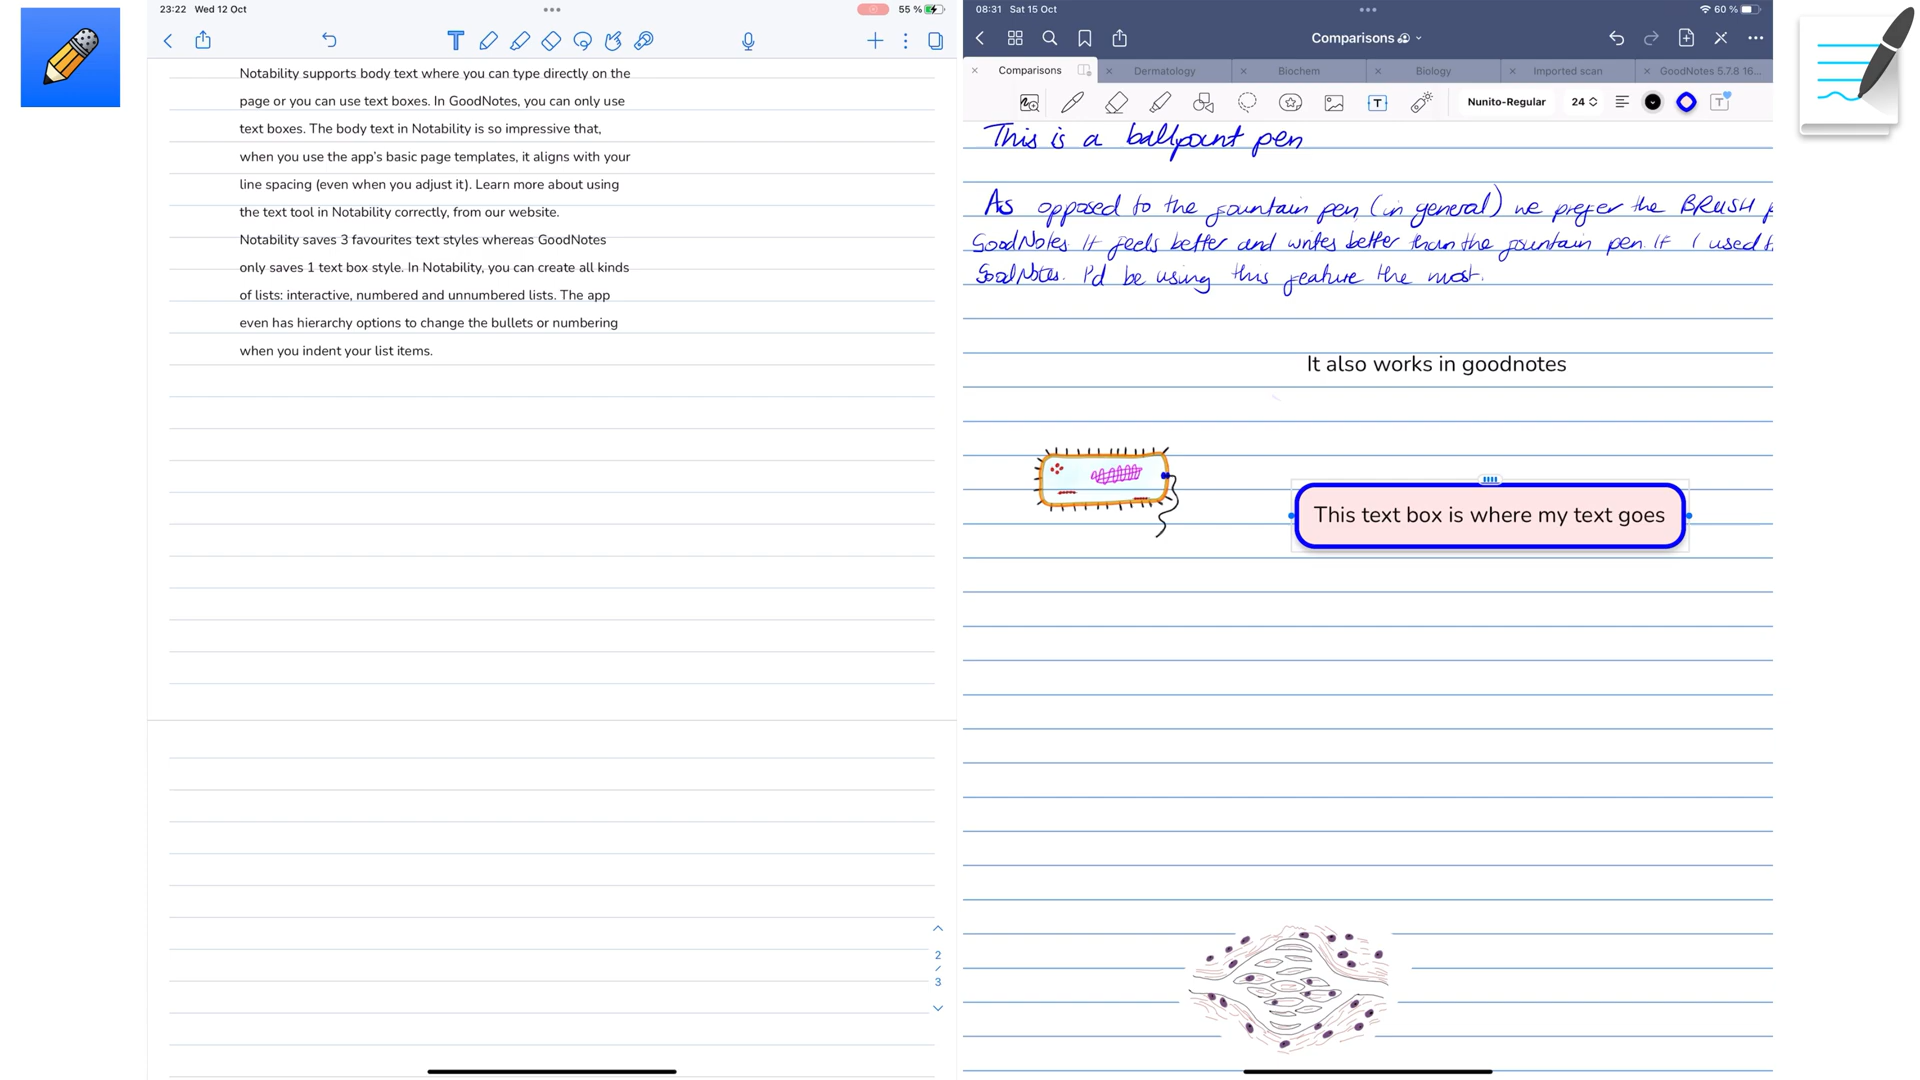 23:22 Wed 12 Oct
55 %
T
Notability supports body text where you can type directly on the
page or you can use text boxes. In GoodNotes, you can only use
text boxes. The body text in Notability is so impressive that,
when you use the app's basic page templates, it aligns with your
line spacing (even when you adjust it). Learn more about using
the text tool in Notability correctly, from our website.
Notability saves 3 favourites text styles whereas GoodNotes
only saves 1 text box style. In Notability, you can create all kinds
of lists: interactive, numbered and unnumbered lists. The app
even has hierarchy options to change the bullets or numbering
when you indent your list items.
2
/
3
08:31 Sat 15 Oct
60 %
Comparisons
Comparisons Dermatology Biochem Biology Imported scan GoodNotes 5.7.8 16...
T Nunito-Regular 24 T
This is a ballpoint pen
As opposed to the fountain pen (in general) we prefer the BRUSH
GoodNotes. It feels better and writes better than the fountain pen. If I used
GoodNotes. I'd be using this feature the most.
It also works in goodnotes
This text box is where my text goes